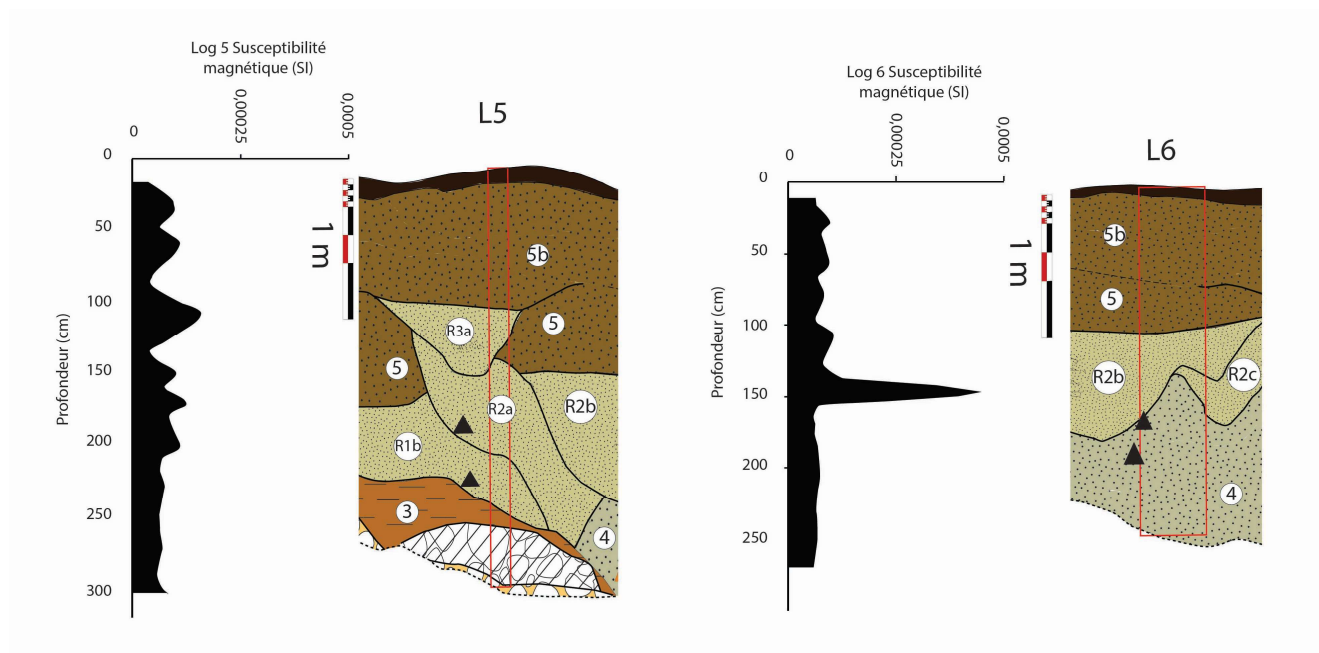 Log 5 Susceptibilité
magnétique (SI)
0
0,00025
0,0005
L5
0
50
100
150
200
250
300
Profondeur (cm)
1 m
5b
R3a
5
5
R2a
R2b
R1b
3
4
Log 6 Susceptibilité
magnétique (SI)
0
0,00025
0,0005
L6
0
50
100
150
200
250
Profondeur (cm)
1 m
5b
5
R2b
R2c
4